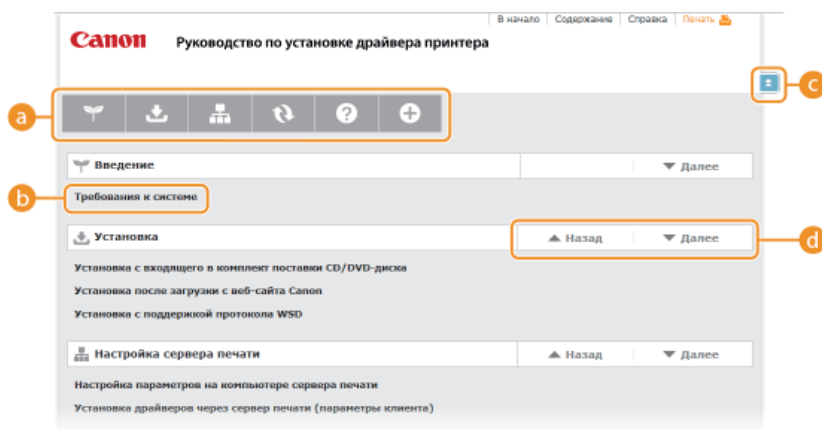 В начало Содержание Справка Печать
Canon Руководство по установке драйвера принтера
c
a
Введение Далее
b
Требования к системе
Установка Назад Далее
d
Установка с входящего в комплект поставки CD/DVD-диска
Установка после загрузки с веб-сайта Canon
Установка с поддержкой протокола WSD
Настройка сервера печати Назад Далее
Настройка параметров на компьютере сервера печати
Установка драйверов через сервер печати (параметры клиента)